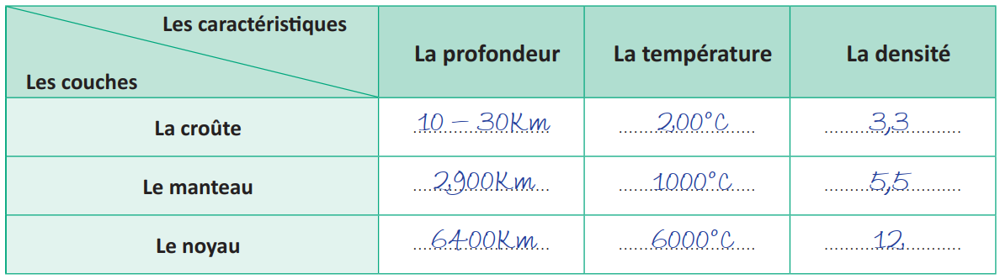 Les caractéristiques
Les couches
La profondeur La température La densité
La croûte 10 – 30Km 200°C 3,3
Le manteau 2900Km 1000°C 5,5
Le noyau 6400Km 6000°C 12